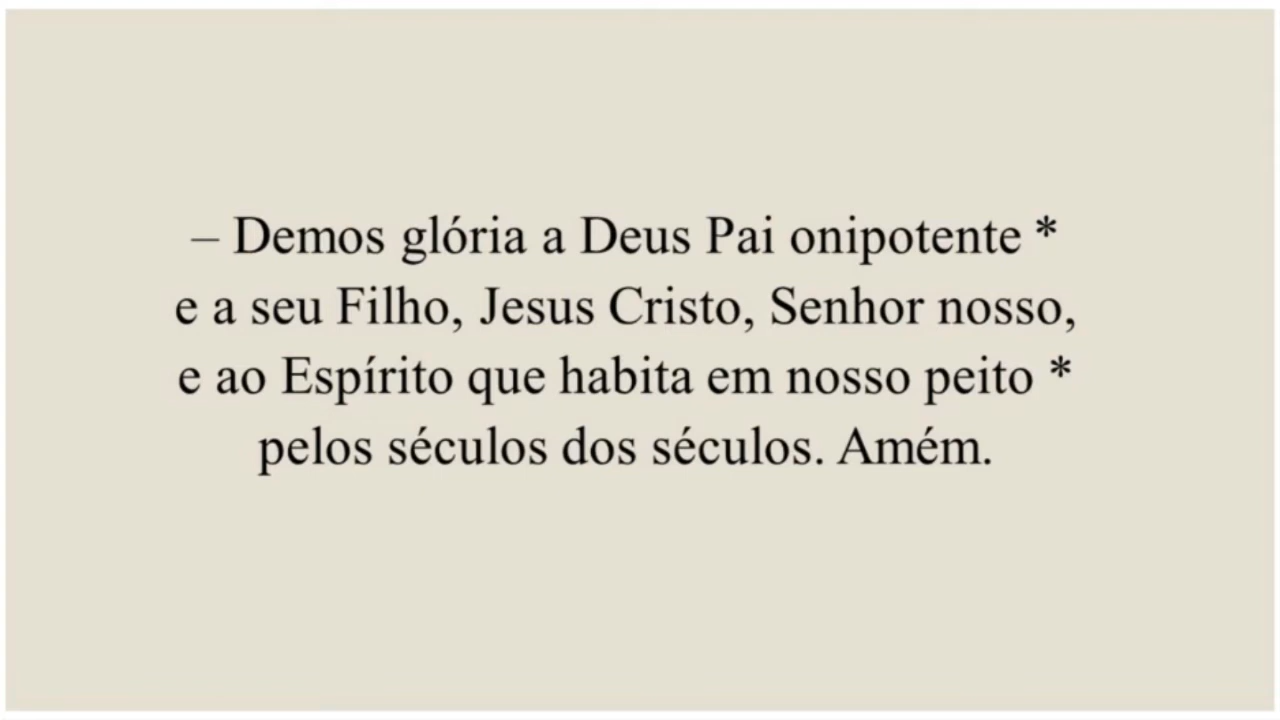 – Demos glória a Deus Pai onipotente *
e a seu Filho, Jesus Cristo, Senhor nosso,
e ao Espírito que habita em nosso peito *
pelos séculos dos séculos. Amém.